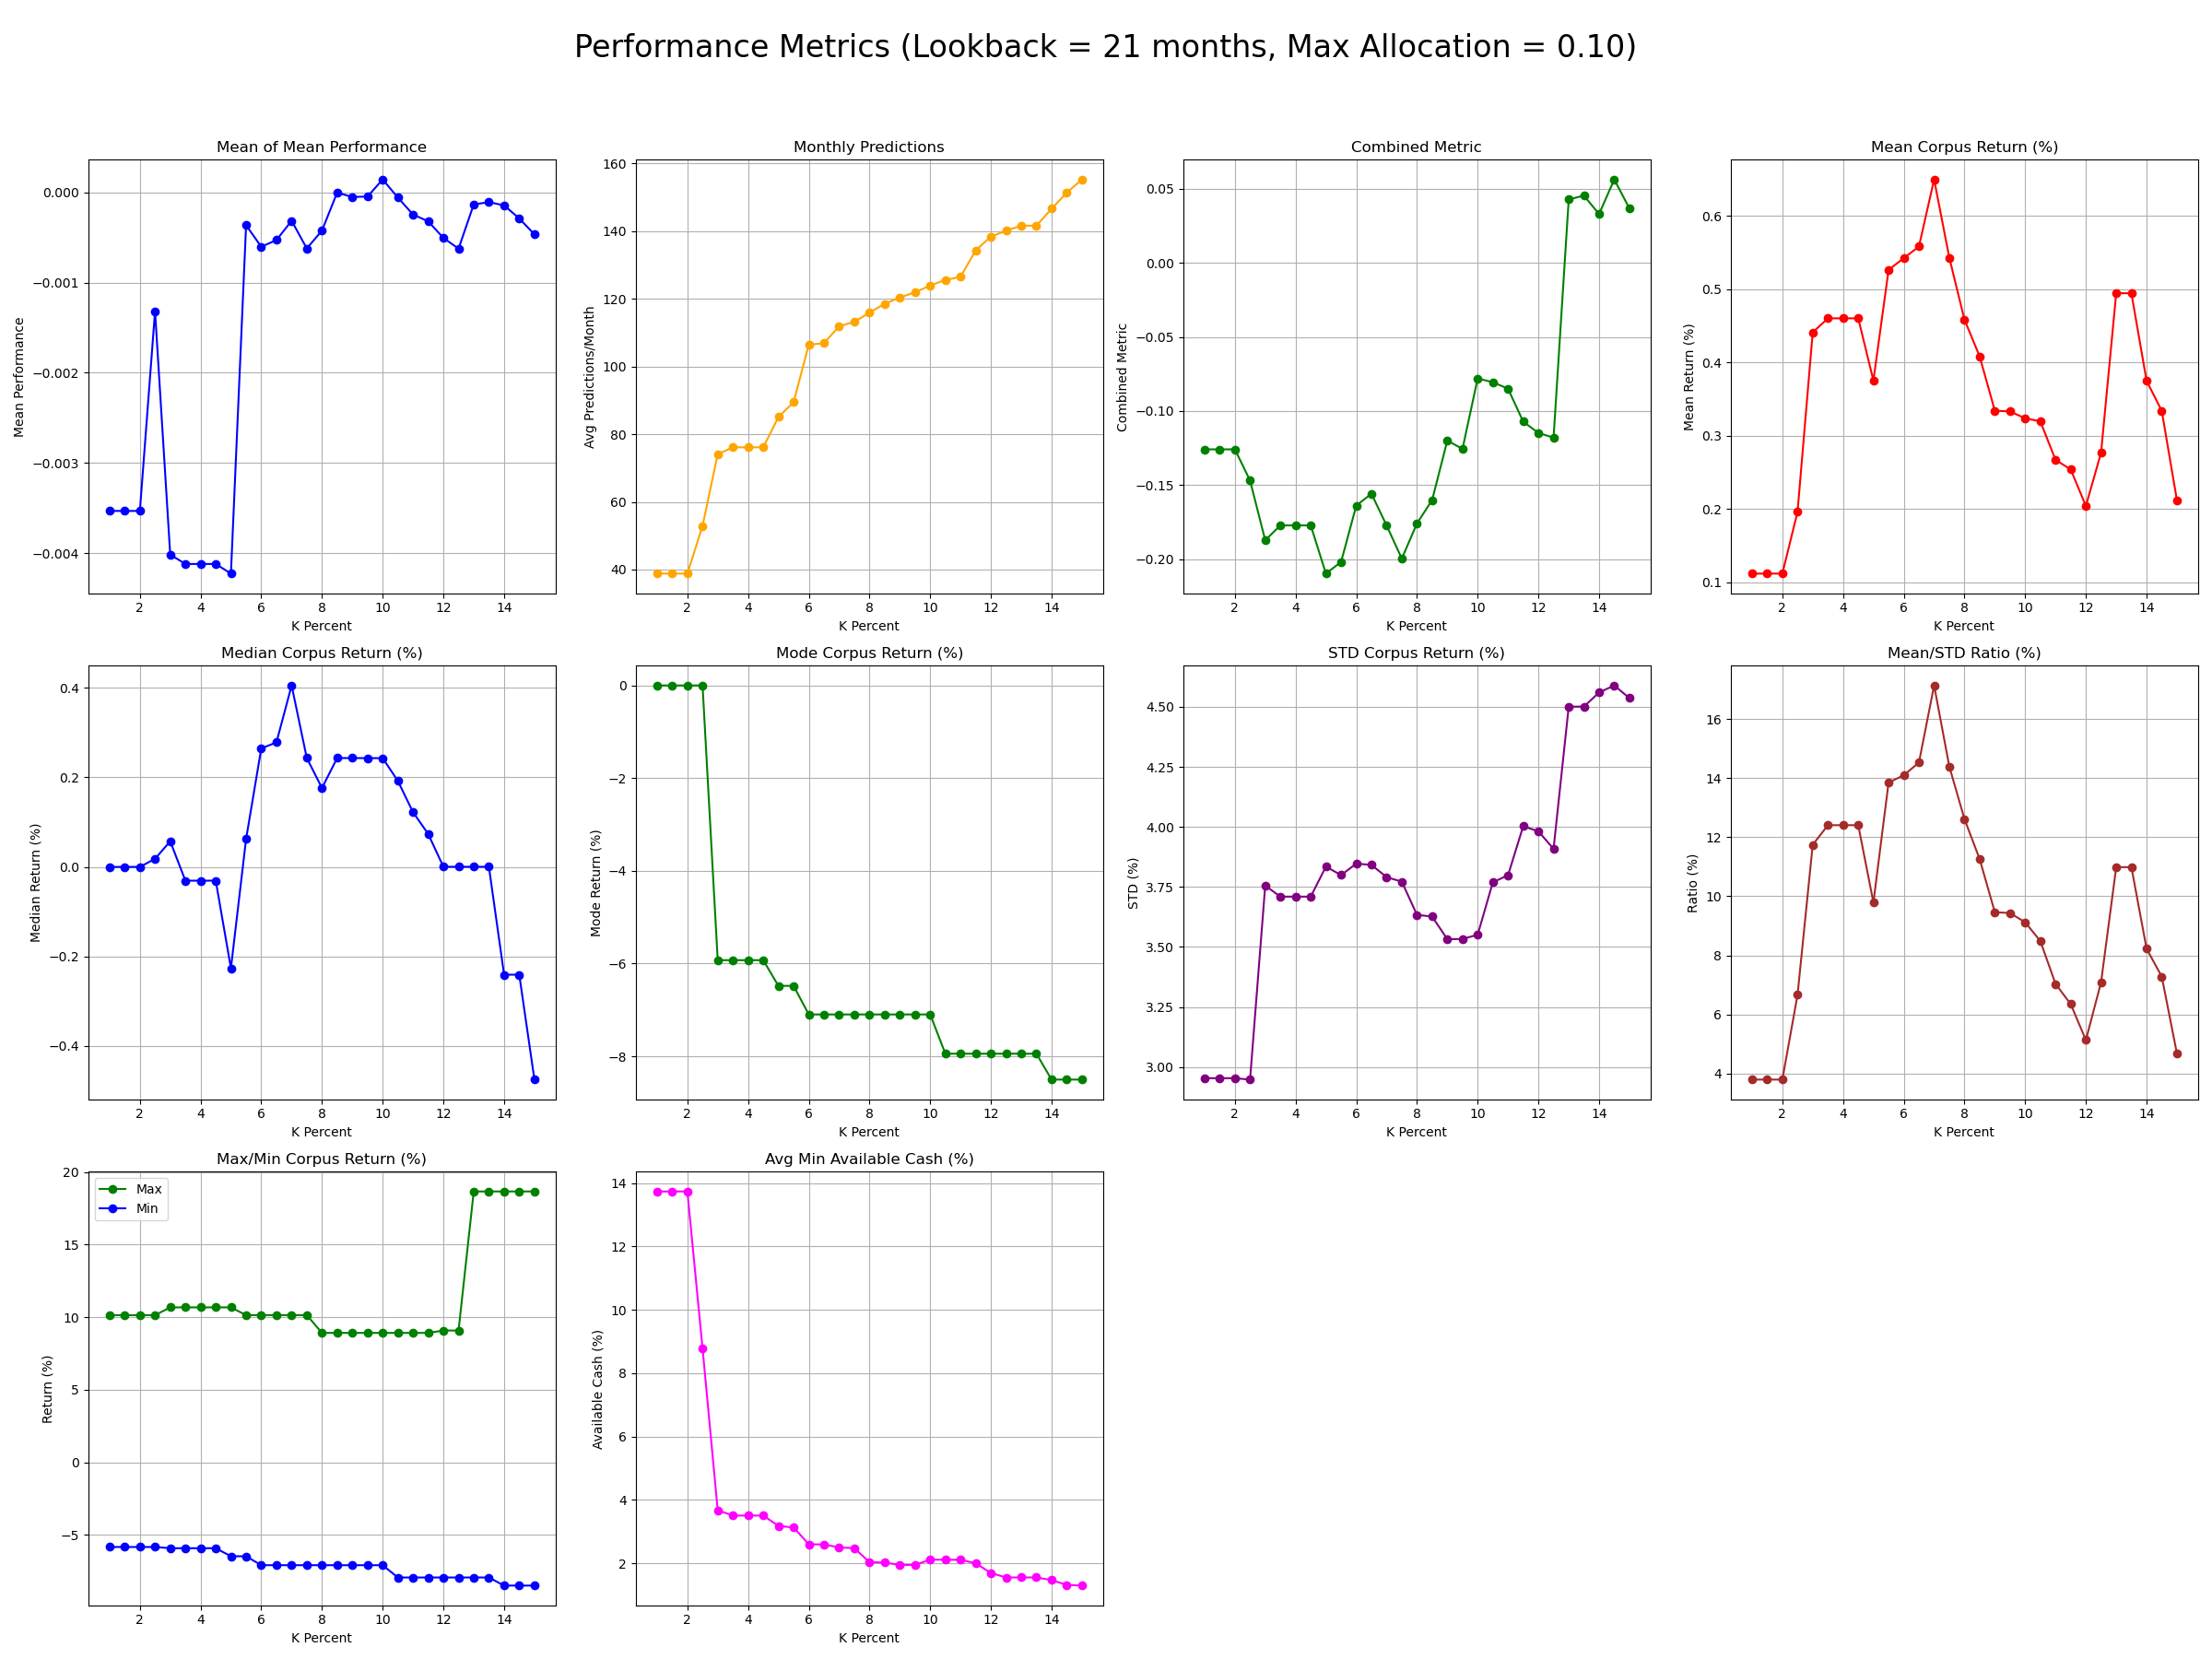 Performance Metrics (Lookback = 21 months, Max Allocation = 0.10)
Mean of Mean Performance
Mean Performance
0.000
−0.001
−0.002
−0.003
−0.004
2 4 6 8 10 12 14
K Percent
Monthly Predictions
Avg Predictions/Month
160
140
120
100
80
60
40
2 4 6 8 10 12 14
K Percent
Combined Metric
Combined Metric
0.05
0.00
−0.05
−0.10
−0.15
−0.20
2 4 6 8 10 12 14
K Percent
Mean Corpus Return (%)
Mean Return (%)
0.6
0.5
0.4
0.3
0.2
0.1
2 4 6 8 10 12 14
K Percent
Median Corpus Return (%)
Median Return (%)
0.4
0.2
0.0
−0.2
−0.4
2 4 6 8 10 12 14
K Percent
Mode Corpus Return (%)
Mode Return (%)
0
−2
−4
−6
−8
2 4 6 8 10 12 14
K Percent
STD Corpus Return (%)
STD (%)
4.50
4.25
4.00
3.75
3.50
3.25
3.00
2 4 6 8 10 12 14
K Percent
Mean/STD Ratio (%)
Ratio (%)
16
14
12
10
8
6
4
2 4 6 8 10 12 14
K Percent
Max/Min Corpus Return (%)
Return (%)
Max
Min
20
15
10
5
0
−5
2 4 6 8 10 12 14
K Percent
Avg Min Available Cash (%)
Available Cash (%)
14
12
10
8
6
4
2
2 4 6 8 10 12 14
K Percent